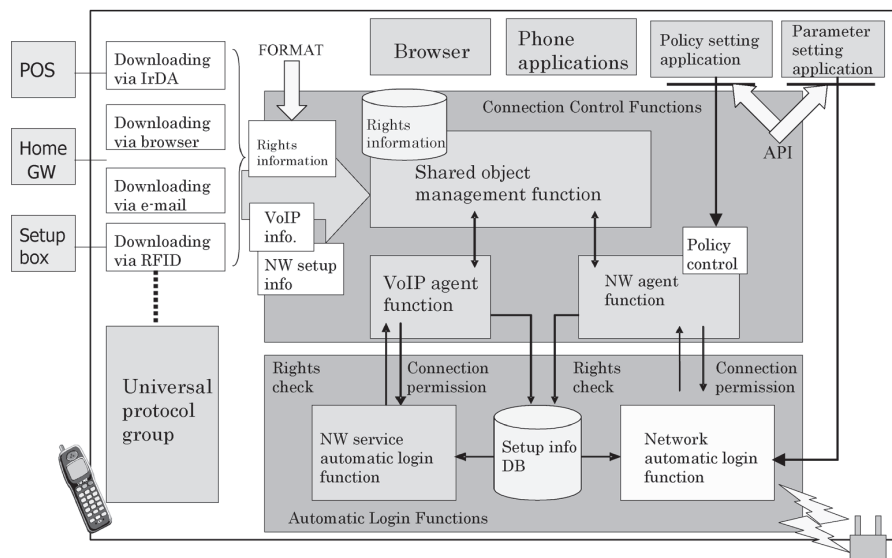 POS
Home
GW
Setup
box
Downloading
via IrDA
Downloading
via browser
Downloading
via e-mail
Downloading
via RFID
Universal
protocol
group
FORMAT
Rights
information
VoIP
info.
NW setup
info
Browser
Phone
applications
Policy setting
application
Parameter
setting
application
API
Connection Control Functions
Rights
information
Shared object
management function
Policy
control
VoIP agent
function
NW agent
function
Rights
check
Connection
permission
Rights
check
Connection
permission
NW service
automatic login
function
Setup info
DB
Network
automatic login
function
Automatic Login Functions